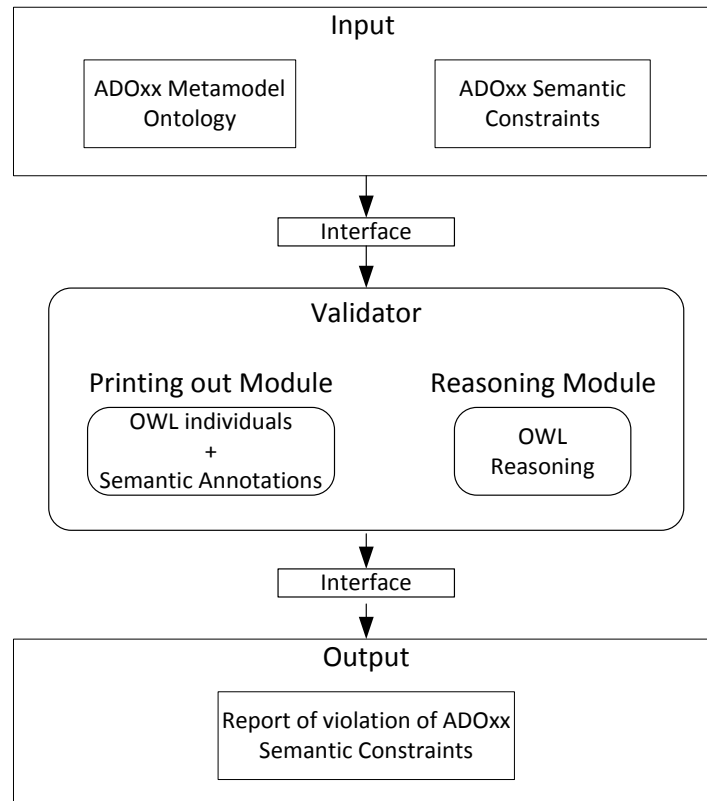 Input
ADOxx Metamodel
Ontology
ADOxx Semantic
Constraints
Interface
Validator
Printing out Module
OWL individuals
+
Semantic Annotations
Reasoning Module
OWL
Reasoning
Interface
Output
Report of violation of ADOxx
Semantic Constraints